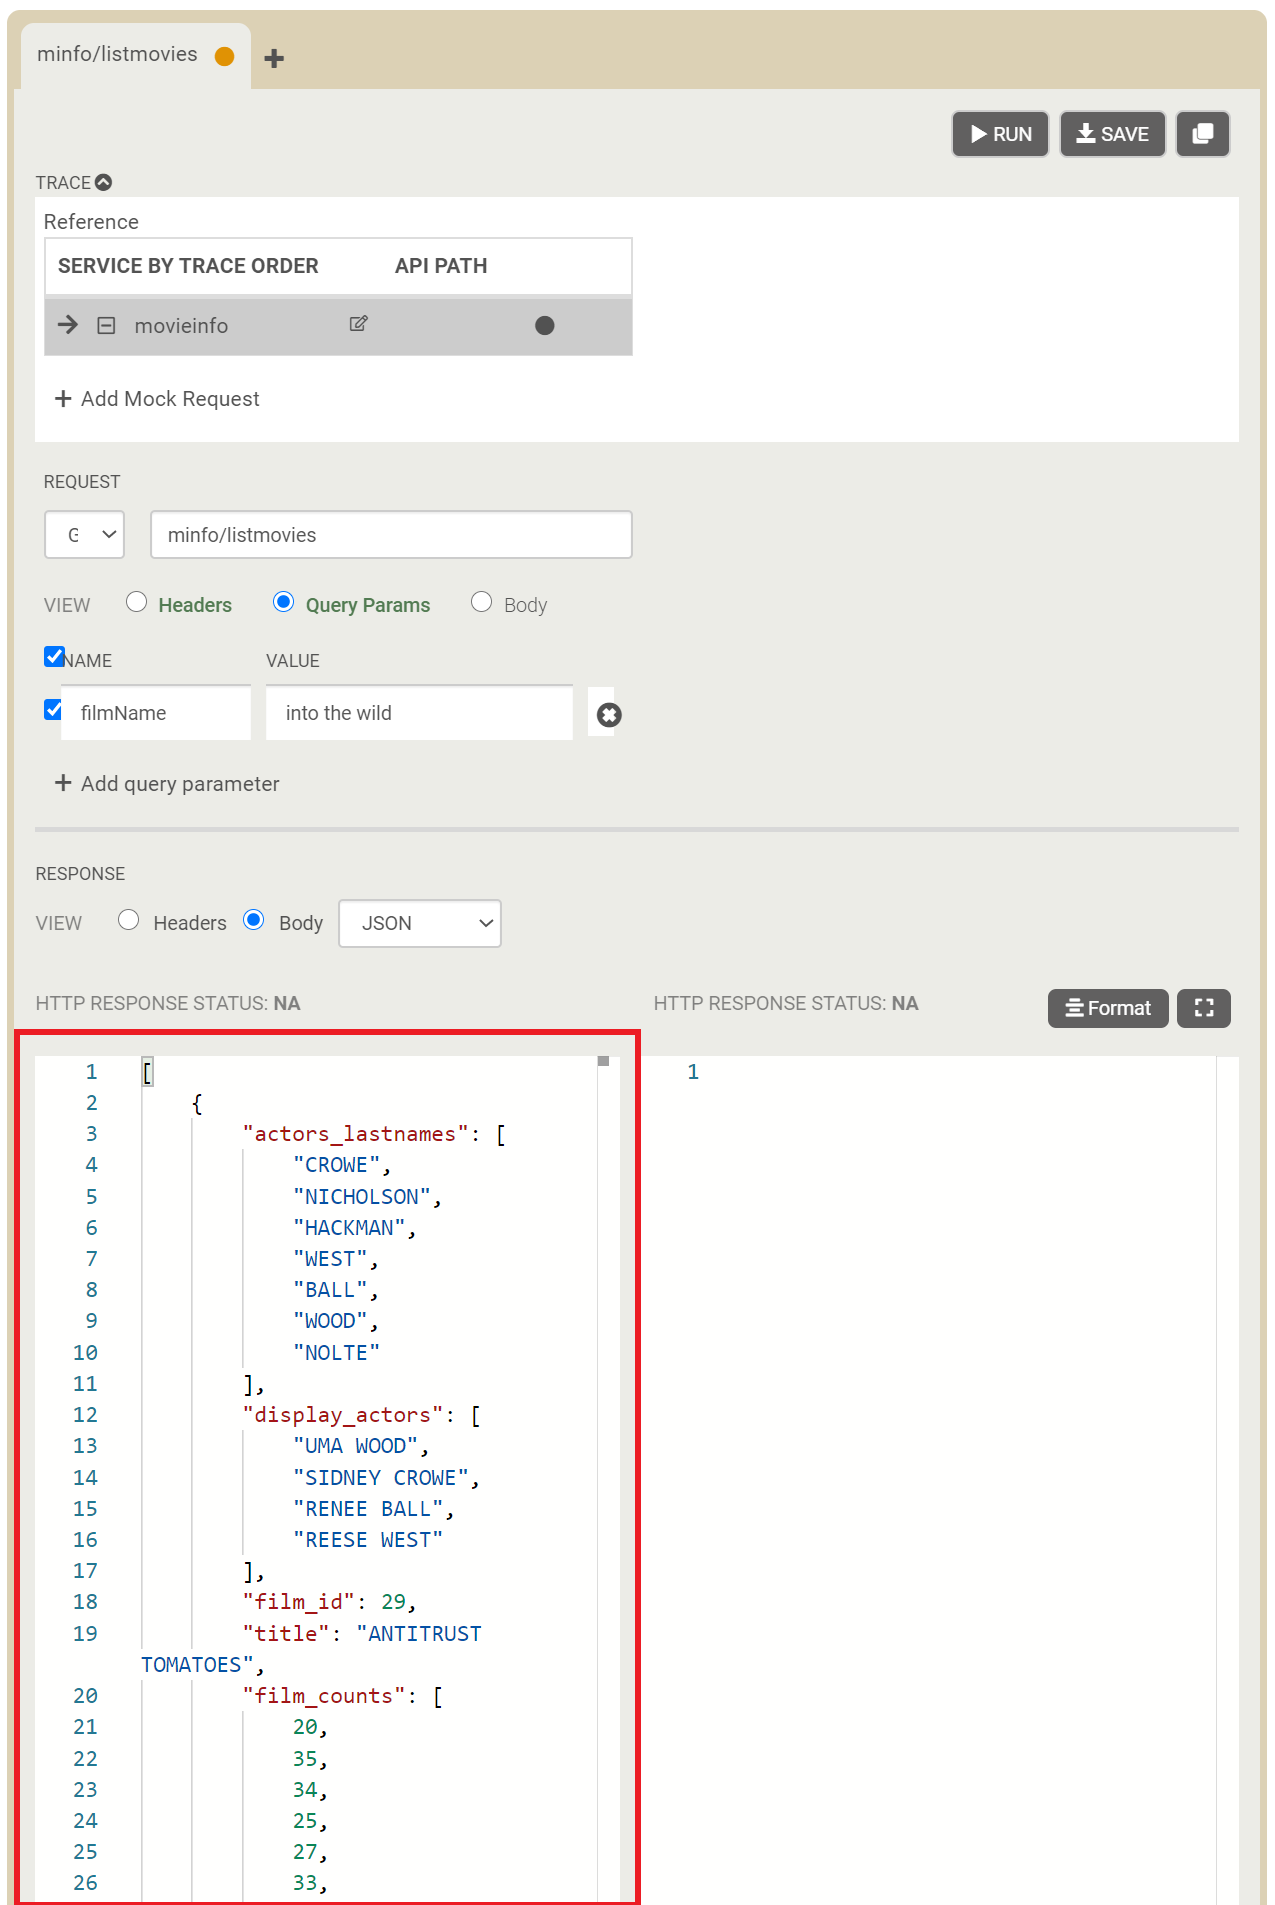 minfo/listmovies
RUN SAVE
TRACE
Reference
SERVICE BY TRACE ORDER API PATH
movieinfo
Add Mock Request
REQUEST
G minfo/listmovies
VIEW Headers Query Params Body
NAME VALUE
filmName into the wild
Add query parameter
RESPONSE
VIEW Headers Body JSON
HTTP RESPONSE STATUS: NA HTTP RESPONSE STATUS: NA Format
1 [ 1
2 {
3 "actors_lastnames": [
4 "CROWE",
5 "NICHOLSON",
6 "HACKMAN",
7 "WEST",
8 "BALL",
9 "WOOD",
10 "NOLTE"
11 ],
12 "display_actors": [
13 "UMA WOOD",
14 "SIDNEY CROWE",
15 "RENEE BALL",
16 "REESE WEST"
17 ],
18 "film_id": 29,
19 "title": "ANTITRUST
TOMATOES",
20 "film_counts": [
21 20,
22 35,
23 34,
24 25,
25 27,
26 33,